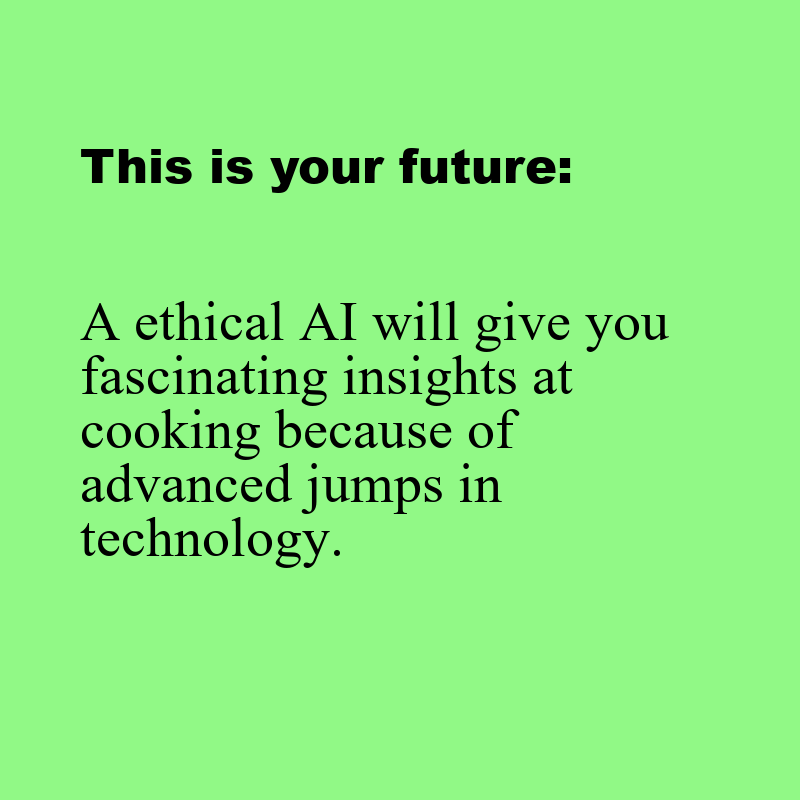 This is your future:
A ethical AI will give you
fascinating insights at
cooking because of
advanced jumps in
technology.